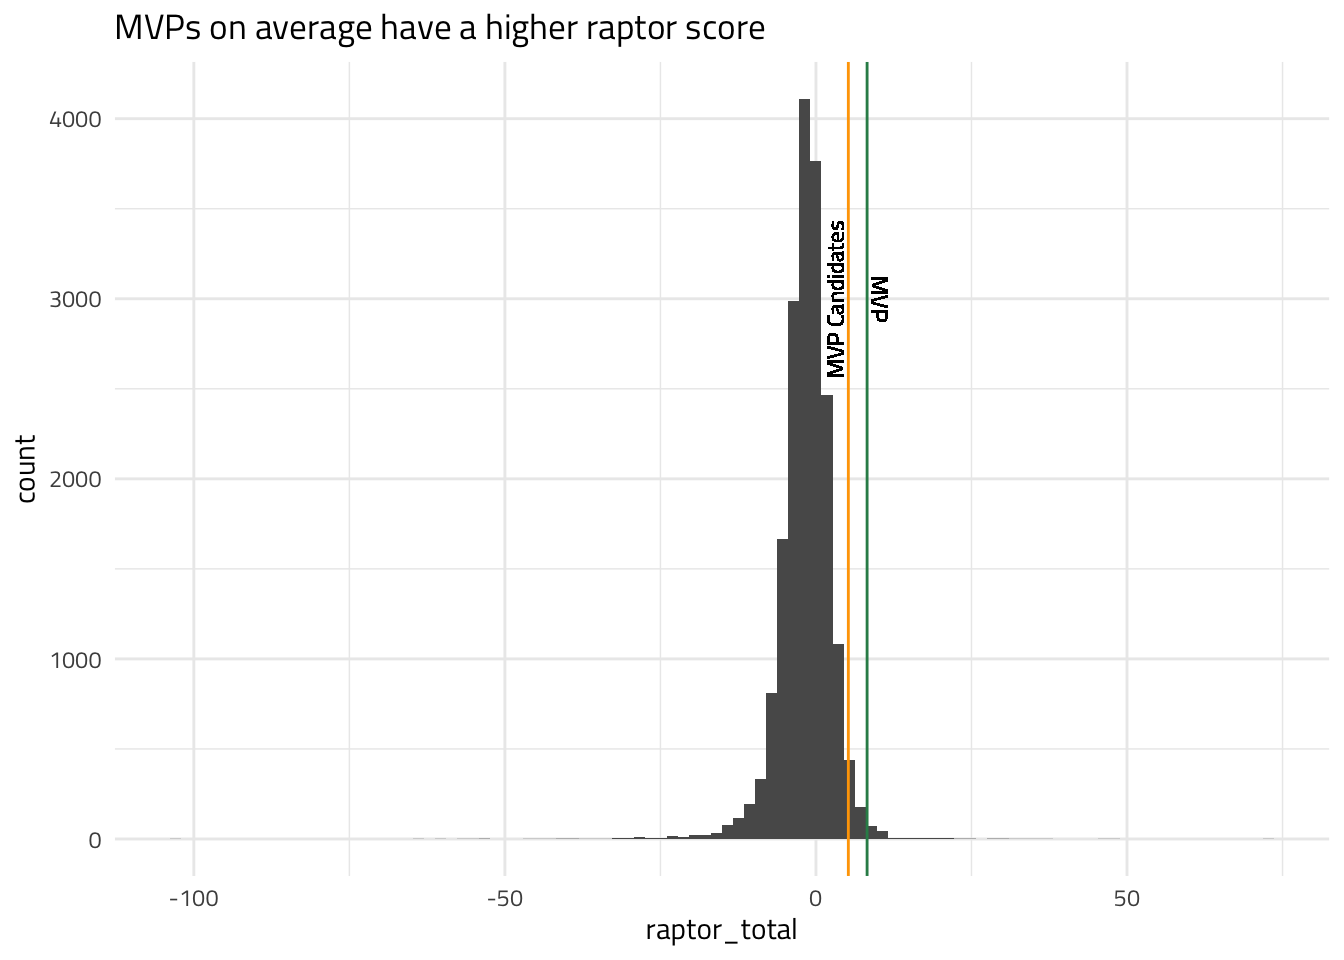 MVPs on average have a higher raptor score
4000
3000
2000
1000
0
count
MVP Candidates
MVP
-100
-50
0
50
raptor_total